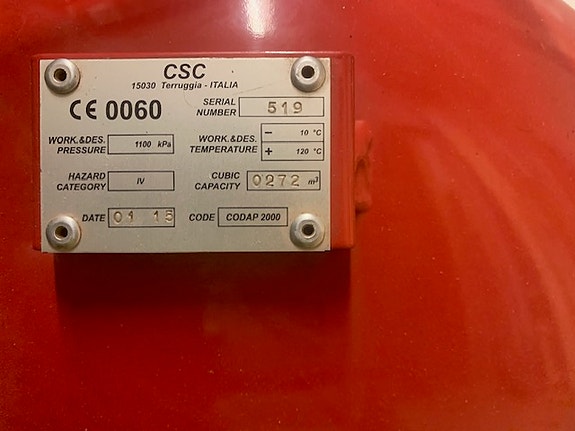 CSC
15030 Terruggia - ITALIA
CE 0060
SERIAL NUMBER 519
WORK.&DES. PRESSURE 1100 kPa
WORK.&DES. TEMPERATURE − 10 °C
+ 120 °C
HAZARD CATEGORY IV
CUBIC CAPACITY 0272 m³
DATE 01 15
CODE CODAP 2000